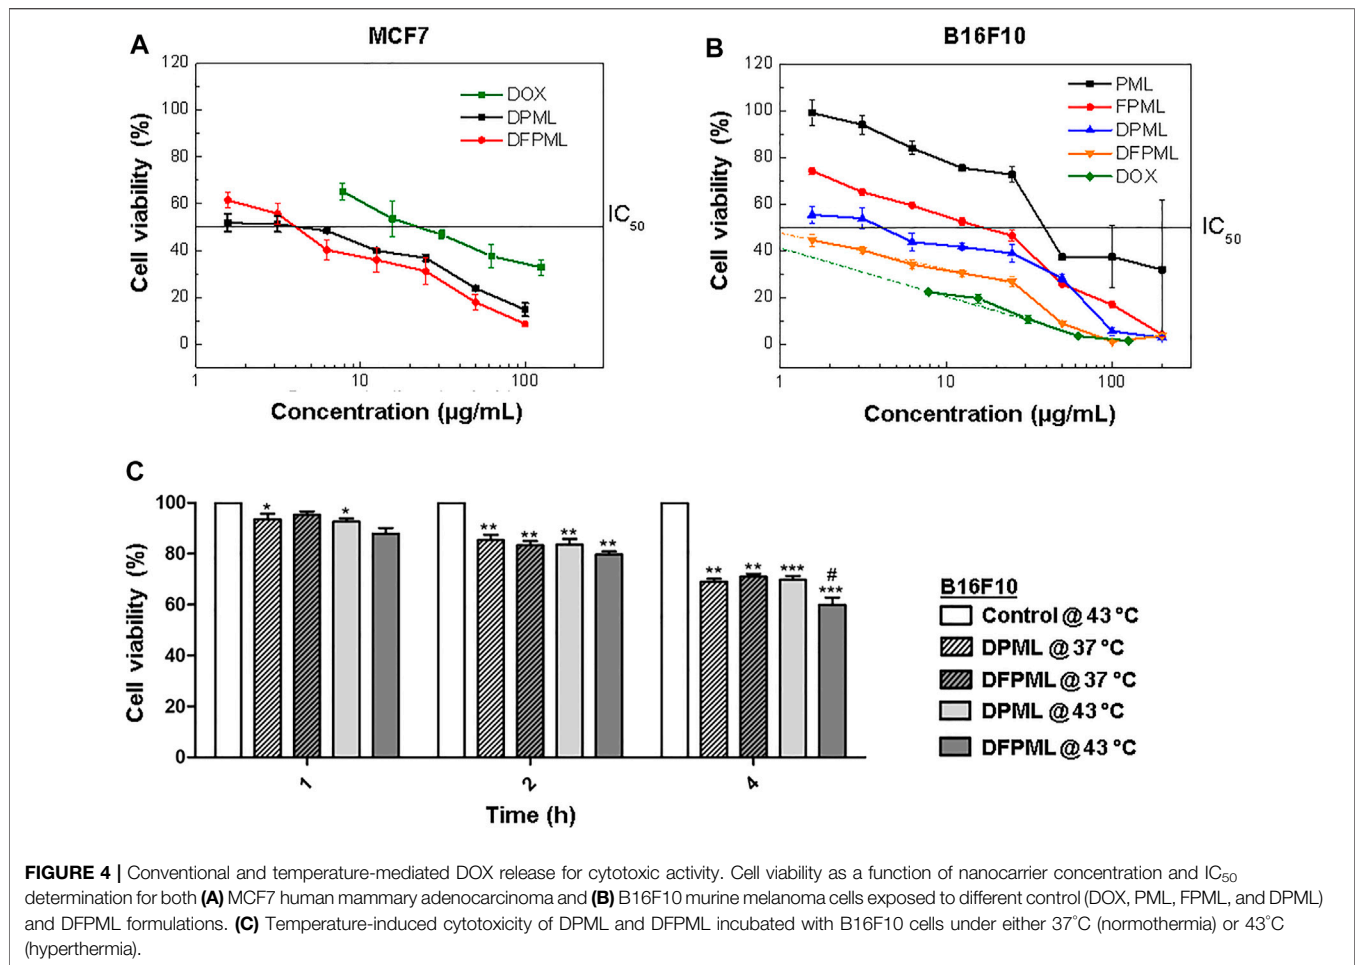 A
MCF7
120
100
80
60
40
20
0
Cell viability (%)
DOX
DPML
DFPML
IC50
1
10
100
Concentration (µg/mL)
B
B16F10
120
100
80
60
40
20
0
Cell viability (%)
PML
FPML
DPML
DFPML
DOX
IC50
1
10
100
Concentration (µg/mL)
C
100
80
60
40
20
0
Cell viability (%)
* *
** ** ** **
** ** *** # ***
1
2
4
Time (h)
B16F10
Control @ 43 °C
DPML @ 37 °C
DFPML @ 37 °C
DPML @ 43 °C
DFPML @ 43 °C
FIGURE 4 | Conventional and temperature-mediated DOX release for cytotoxic activity. Cell viability as a function of nanocarrier concentration and IC50
determination for both (A) MCF7 human mammary adenocarcinoma and (B) B16F10 murine melanoma cells exposed to different control (DOX, PML, FPML, and DPML)
and DFPML formulations. (C) Temperature-induced cytotoxicity of DPML and DFPML incubated with B16F10 cells under either 37°C (normothermia) or 43°C
(hyperthermia).